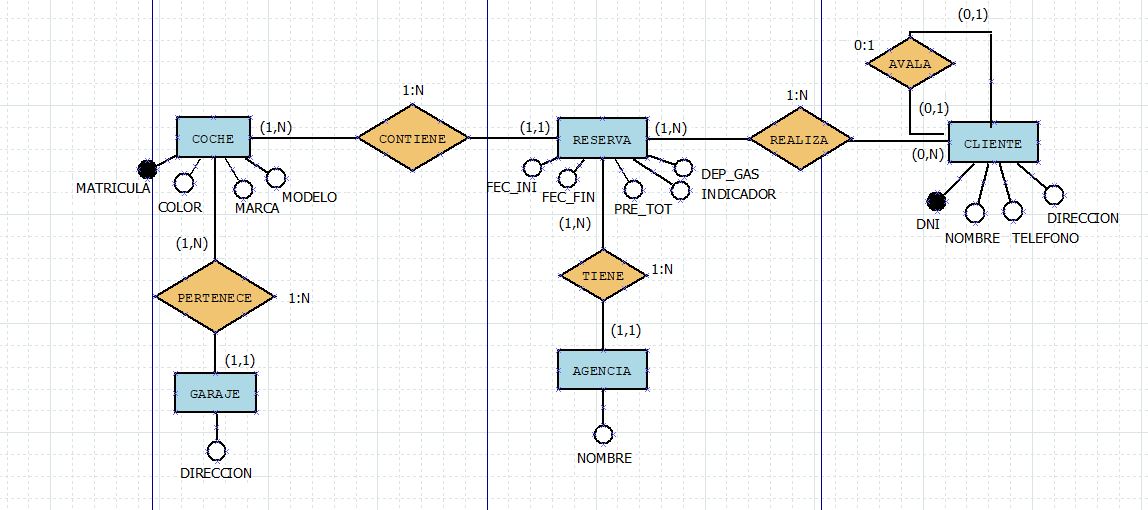 (0,1)
0:1
AVALA
1:N
1:N
(0,1)
COCHE
(1,N)
CONTIENE
(1,1)
RESERVA
(1,N)
REALIZA
CLIENTE
(0,N)
MATRICULA
COLOR
MARCA
MODELO
FEC_INI
FEC_FIN
PRE_TOT
DEP_GAS
INDICADOR
DNI
NOMBRE
TELEFONO
DIRECCION
(1,N)
(1,N)
PERTENECE
1:N
TIENE
1:N
(1,1)
(1,1)
GARAJE
AGENCIA
DIRECCION
NOMBRE